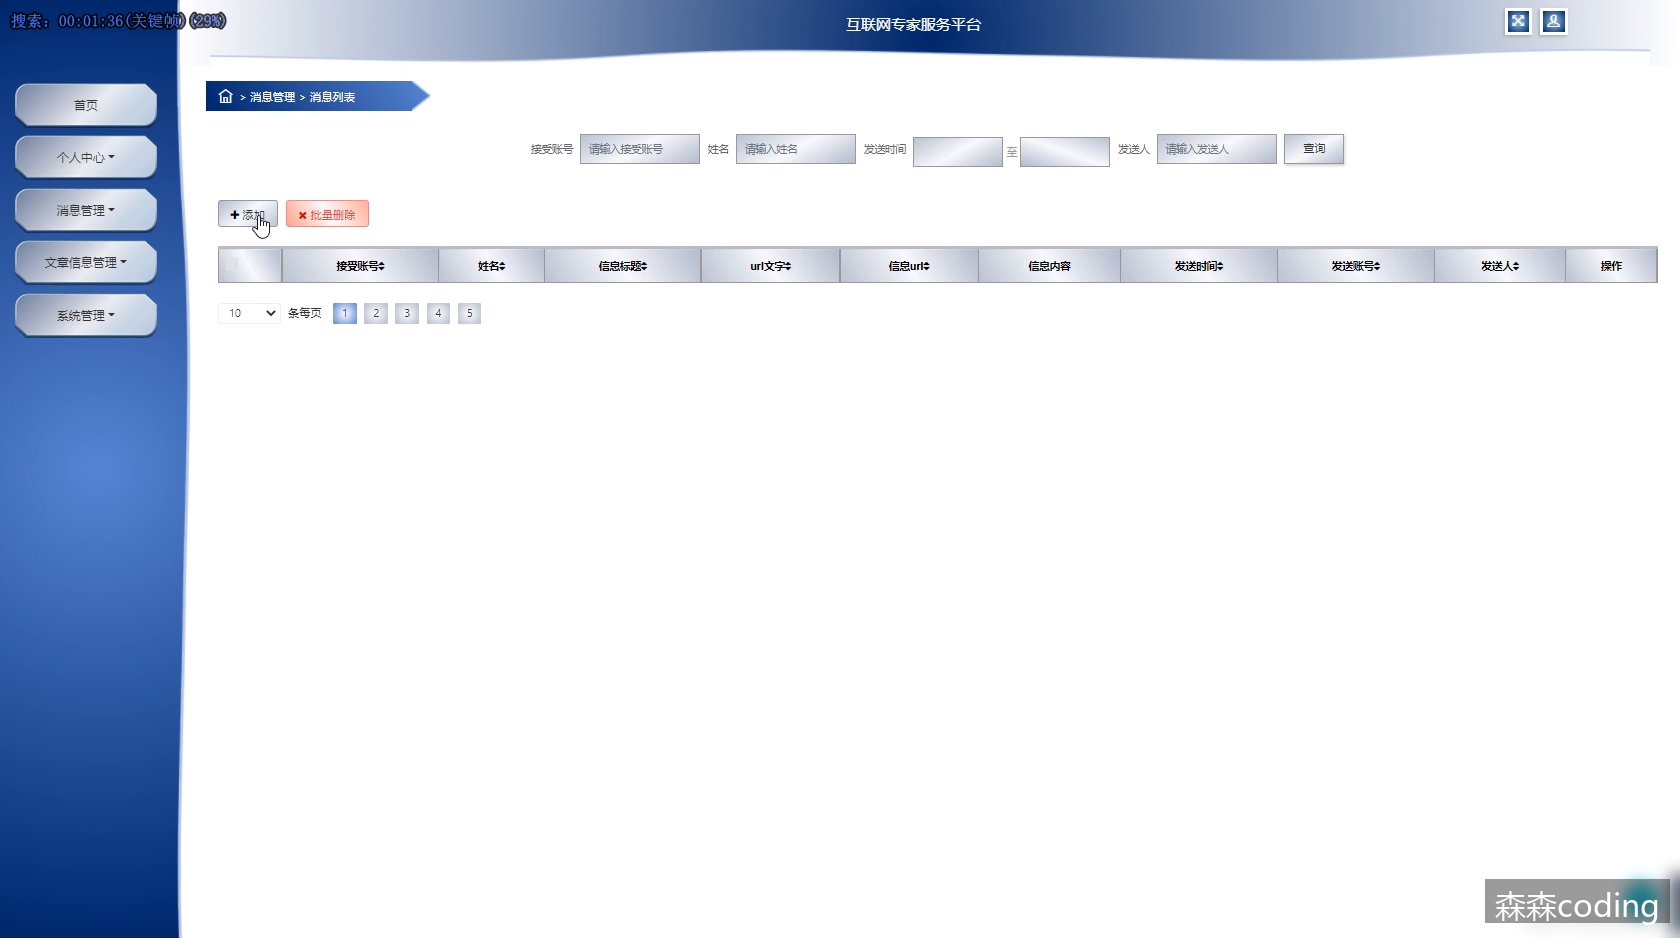 搜索: 00:01:36(关键帧)(29%)
互联网专家服务平台
首页
个人中心
消息管理
文章信息管理
系统管理
> 消息管理 > 消息列表
接受账号 请输入接受账号 姓名 请输入姓名 发送时间 至 发送人 请输入发送人 查询
添加 批量删除
接受账号 姓名 信息标题 url文字 信息url 信息内容 发送时间 发送账号 发送人 操作
10 条每页 1 2 3 4 5
森森coding